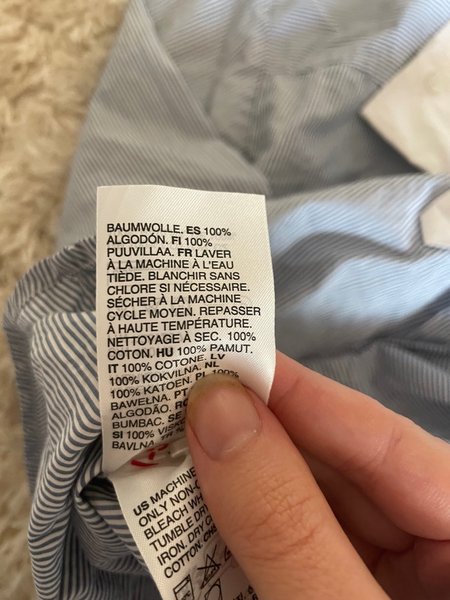 BAUMWOLLE. ES 100%
ALGODÓN. FI 100%
PUUVILLAA. FR LAVER
À LA MACHINE À L'EAU
TIÈDE. BLANCHIR SANS
CHLORE SI NÉCESSAIRE.
SÉCHER À LA MACHINE
CYCLE MOYEN. REPASSER
À HAUTE TEMPÉRATURE.
NETTOYAGE À SEC. 100%
COTON. HU 100% PAMUT.
IT 100% COTONE. LV
100% KOKVILNA. NL
100% KATOEN. PL 100%
BAWEŁNA. PT
ALGODÃO.
BUMBAC. SE
SI 100%
BAVLNA.
US MACHINE
ONLY NON-
BLEACH
TUMBLE
IRON. DRY
COTTON.